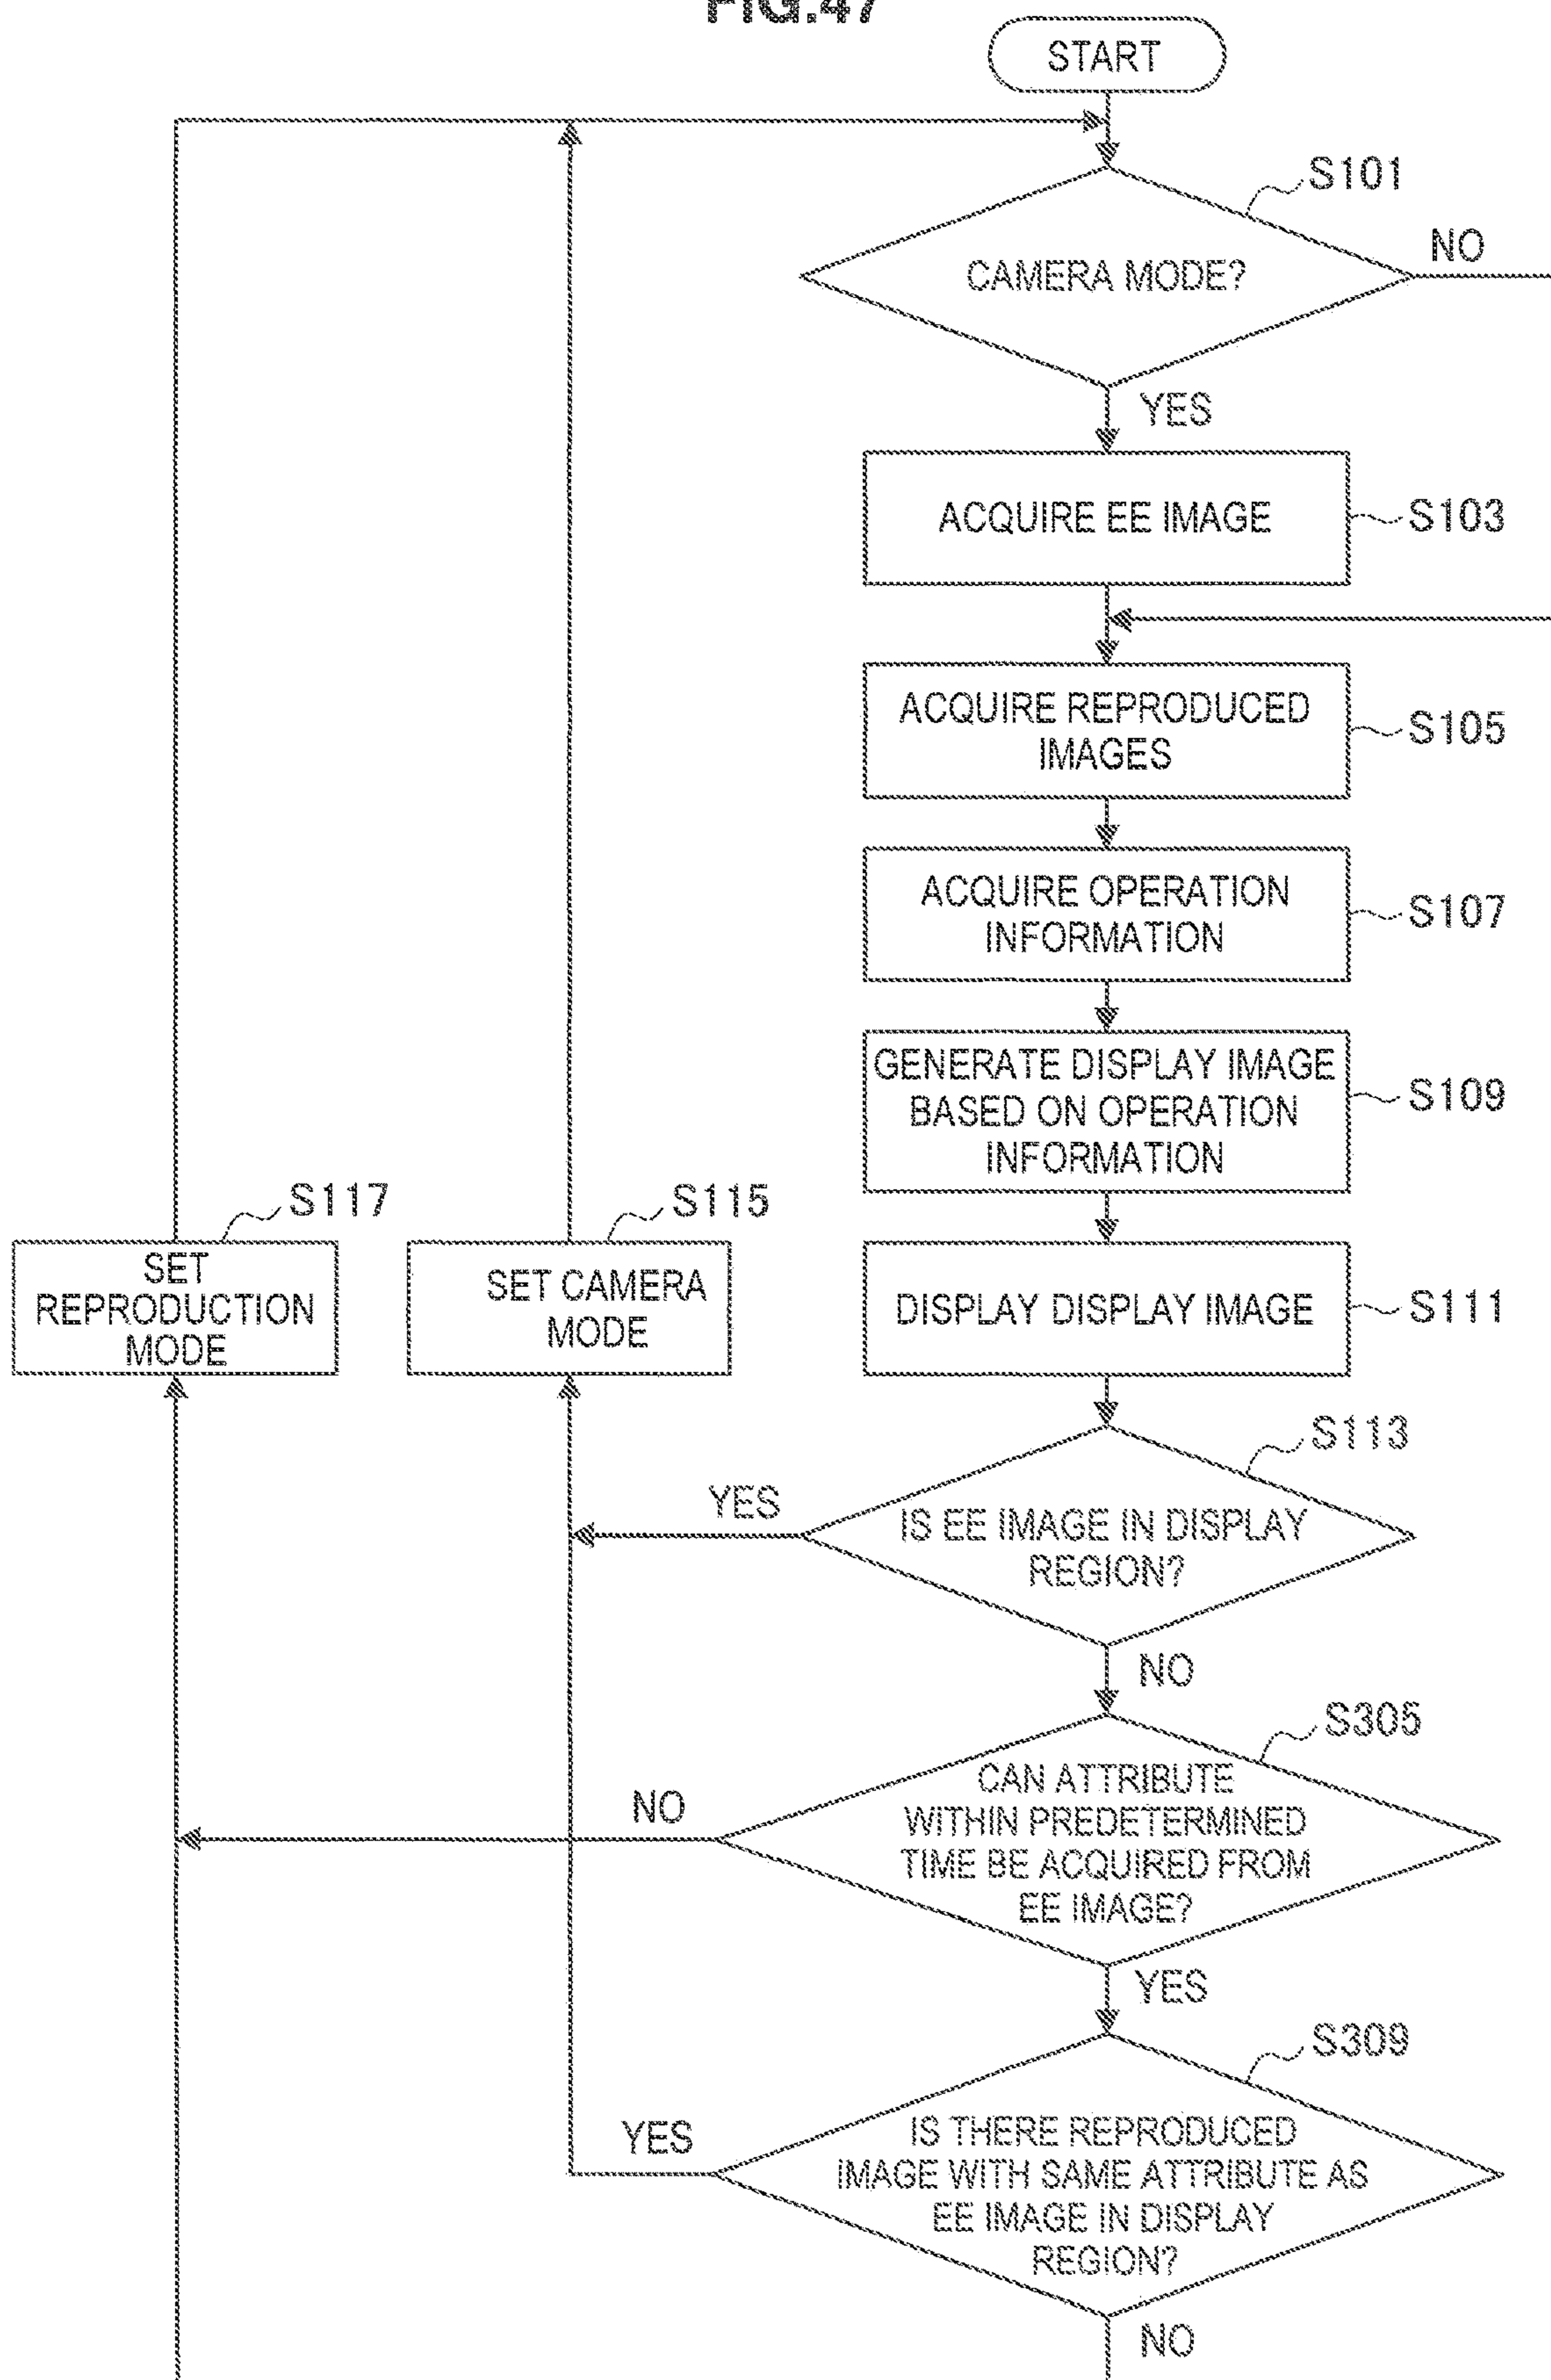 FIG.47
START
S101
CAMERA MODE?
NO
YES
ACQUIRE EE IMAGE
S103
ACQUIRE REPRODUCED
IMAGES
S105
ACQUIRE OPERATION
INFORMATION
S107
GENERATE DISPLAY IMAGE
BASED ON OPERATION
INFORMATION
S109
S117
SET
REPRODUCTION
MODE
S115
SET CAMERA
MODE
DISPLAY DISPLAY IMAGE
S111
S113
YES
IS EE IMAGE IN DISPLAY
REGION?
NO
S305
NO
CAN ATTRIBUTE
WITHIN PREDETERMINED
TIME BE ACQUIRED FROM
EE IMAGE?
YES
S309
YES
IS THERE REPRODUCED
IMAGE WITH SAME ATTRIBUTE AS
EE IMAGE IN DISPLAY
REGION?
NO